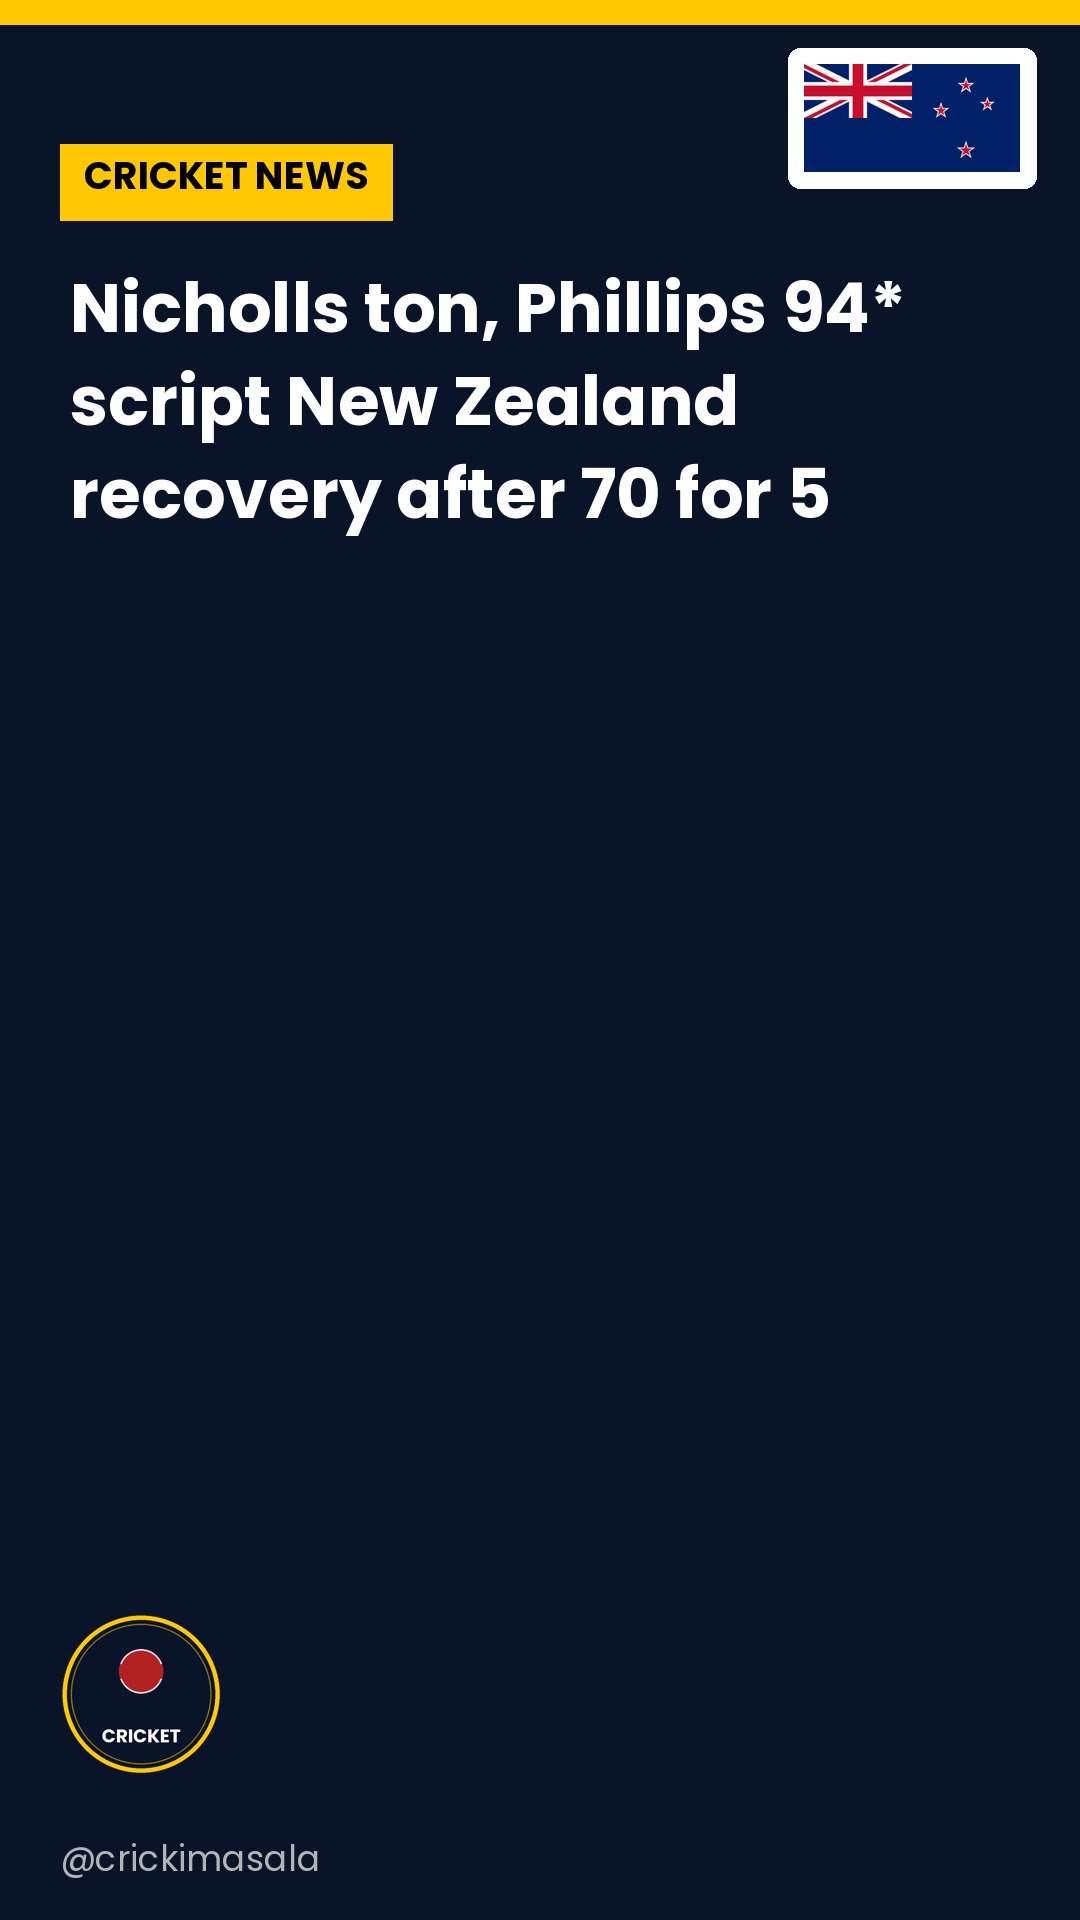 CRICKET NEWS
Nicholls ton, Phillips 94*
script New Zealand
recovery after 70 for 5
CRICKET
@crickimasala